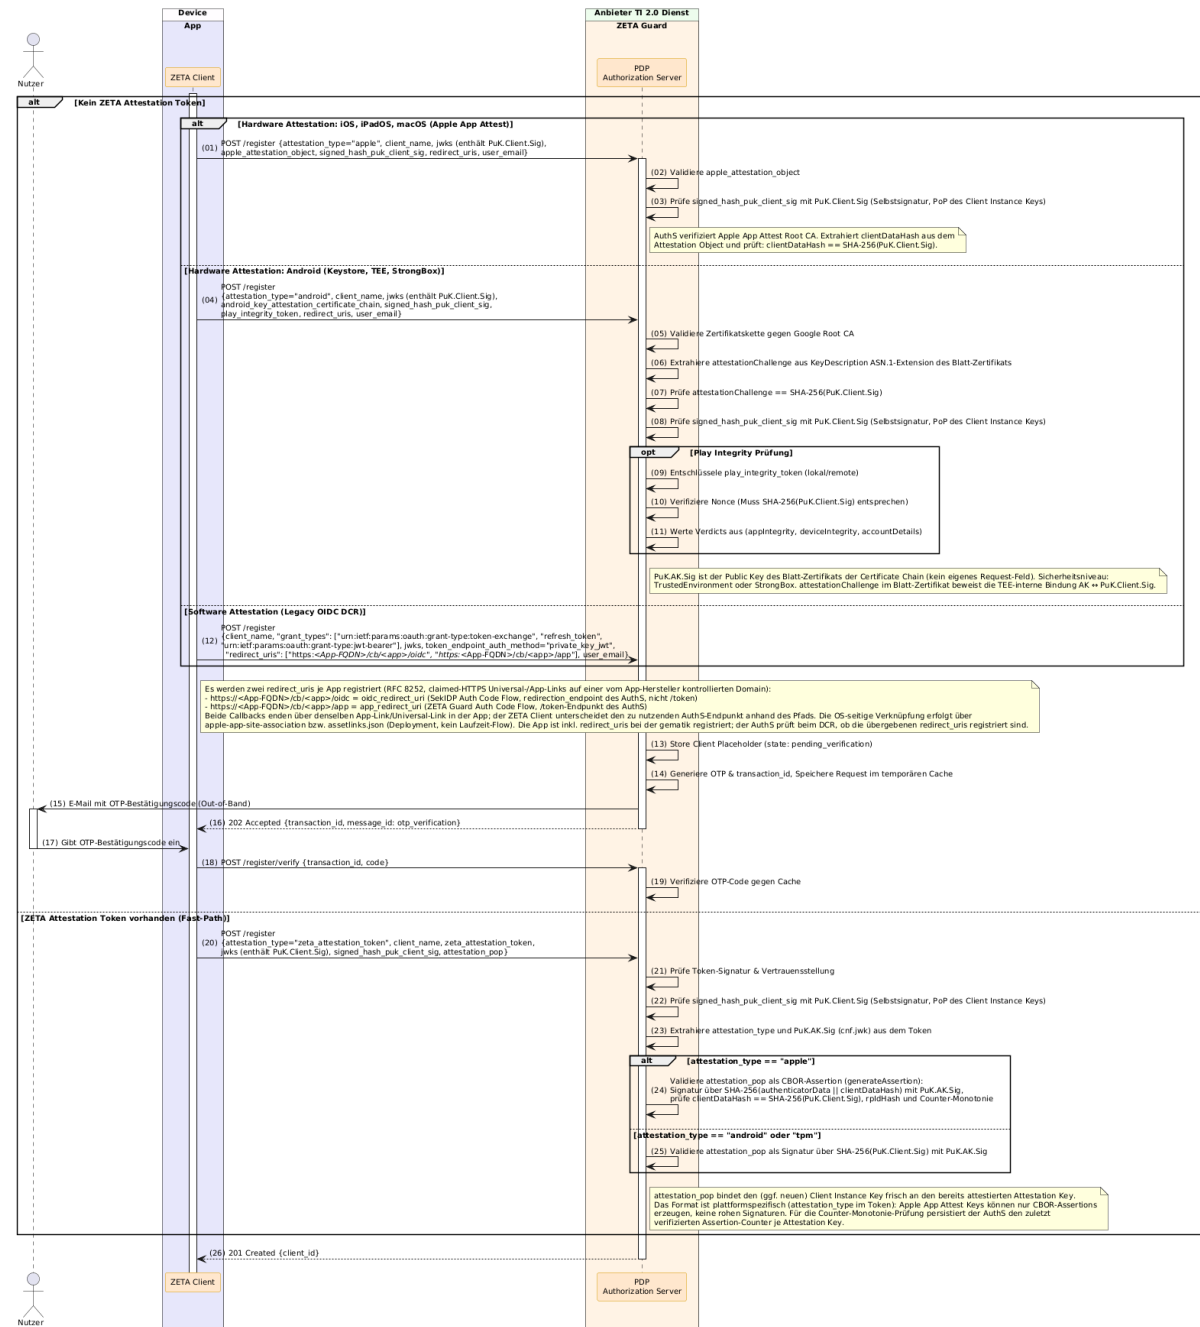 Device
Anbieter TI 2.0 Dienst
App
ZETA Guard
Nutzer
ZETA Client
PDP
Authorization Server
alt
[Kein ZETA Attestation Token]
alt
[Hardware Attestation: iOS, iPadOS, macOS (Apple App Attest)]
(01) POST /register {attestation_type="apple", client_name, jwks (enthält PuK.Client.Sig),
apple_attestation_object, signed_hash_puk_client_sig, redirect_uris, user_email}
(02) Validiere apple_attestation_object
(03) Prüfe signed_hash_puk_client_sig mit PuK.Client.Sig (Selbstsignatur, PoP des Client Instance Keys)
AuthS verifiziert Apple App Attest Root CA. Extrahiert clientDataHash aus dem
Attestation Object und prüft: clientDataHash == SHA-256(PuK.Client.Sig).
[Hardware Attestation: Android (Keystore, TEE, StrongBox)]
POST /register
(04) {attestation_type="android", client_name, jwks (enthält PuK.Client.Sig),
android_key_attestation_certificate_chain, signed_hash_puk_client_sig,
play_integrity_token, redirect_uris, user_email}
(05) Validiere Zertifikatskette gegen Google Root CA
(06) Extrahiere attestationChallenge aus KeyDescription ASN.1-Extension des Blatt-Zertifikats
(07) Prüfe attestationChallenge == SHA-256(PuK.Client.Sig)
(08) Prüfe signed_hash_puk_client_sig mit PuK.Client.Sig (Selbstsignatur, PoP des Client Instance Keys)
opt
[Play Integrity Prüfung]
(09) Entschlüssele play_integrity_token (lokal/remote)
(10) Verifiziere Nonce (Muss SHA-256(PuK.Client.Sig) entsprechen)
(11) Werte Verdicts aus (appIntegrity, deviceIntegrity, accountDetails)
PuK.AK.Sig ist der Public Key des Blatt-Zertifikats der Certificate Chain (kein eigenes Request-Feld). Sicherheitsniveau:
TrustedEnvironment oder StrongBox. attestationChallenge im Blatt-Zertifikat beweist die TEE-interne Bindung AK ↔ PuK.Client.Sig.
[Software Attestation (Legacy OIDC DCR)]
POST /register
(12) {client_name, "grant_types": ["urn:ietf:params:oauth:grant-type:token-exchange", "refresh_token",
"urn:ietf:params:oauth:grant-type:jwt-bearer"], jwks, token_endpoint_auth_method="private_key_jwt",
"redirect_uris": ["https:<App-FQDN>/cb/<app>/oidc", "https:<App-FQDN>/cb/<app>/app"], user_email}
Es werden zwei redirect_uris je App registriert (RFC 8252, claimed-HTTPS Universal-/App-Links auf einer vom App-Hersteller kontrollierten Domain):
- https://<App-FQDN>/cb/<app>/oidc = oidc_redirect_uri (SekIDP Auth Code Flow, redirection_endpoint des AuthS, nicht /token)
- https://<App-FQDN>/cb/<app>/app = app_redirect_uri (ZETA Guard Auth Code Flow, /token-Endpunkt des AuthS)
Beide Callbacks enden über denselben App-Link/Universal-Link in der App; der ZETA Client unterscheidet den zu nutzenden AuthS-Endpunkt anhand des Pfads. Die OS-seitige Verknüpfung erfolgt über
apple-app-site-association bzw. assetlinks.json (Deployment, kein Laufzeit-Flow). Die App ist inkl. redirect_uris bei der gematik registriert; der AuthS prüft beim DCR, ob die übergebenen redirect_uris registriert sind.
(13) Store Client Placeholder (state: pending_verification)
(14) Generiere OTP & transaction_id, Speichere Request im temporären Cache
(15) E-Mail mit OTP-Bestätigungscode (Out-of-Band)
(16) 202 Accepted {transaction_id, message_id: otp_verification}
(17) Gibt OTP-Bestätigungscode ein
(18) POST /register/verify {transaction_id, code}
(19) Verifiziere OTP-Code gegen Cache
[ZETA Attestation Token vorhanden (Fast-Path)]
POST /register
(20) {attestation_type="zeta_attestation_token", client_name, zeta_attestation_token,
jwks (enthält PuK.Client.Sig), signed_hash_puk_client_sig, attestation_pop}
(21) Prüfe Token-Signatur & Vertrauensstellung
(22) Prüfe signed_hash_puk_client_sig mit PuK.Client.Sig (Selbstsignatur, PoP des Client Instance Keys)
(23) Extrahiere attestation_type und PuK.AK.Sig (cnf.jwk) aus dem Token
alt
[attestation_type == "apple"]
Validiere attestation_pop als CBOR-Assertion (generateAssertion):
(24) Signatur über SHA-256(authenticatorData || clientDataHash) mit PuK.AK.Sig,
prüfe clientDataHash == SHA-256(PuK.Client.Sig), rpIdHash und Counter-Monotonie
[attestation_type == "android" oder "tpm"]
(25) Validiere attestation_pop als Signatur über SHA-256(PuK.Client.Sig) mit PuK.AK.Sig
attestation_pop bindet den (ggf. neuen) Client Instance Key frisch an den bereits attestierten Attestation Key.
Das Format ist plattformspezifisch (attestation_type im Token): Apple App Attest Keys können nur CBOR-Assertions
erzeugen, keine rohen Signaturen. Für die Counter-Monotonie-Prüfung persistiert der AuthS den zuletzt
verifizierten Assertion-Counter je Attestation Key.
(26) 201 Created {client_id}
ZETA Client
PDP
Authorization Server
Nutzer